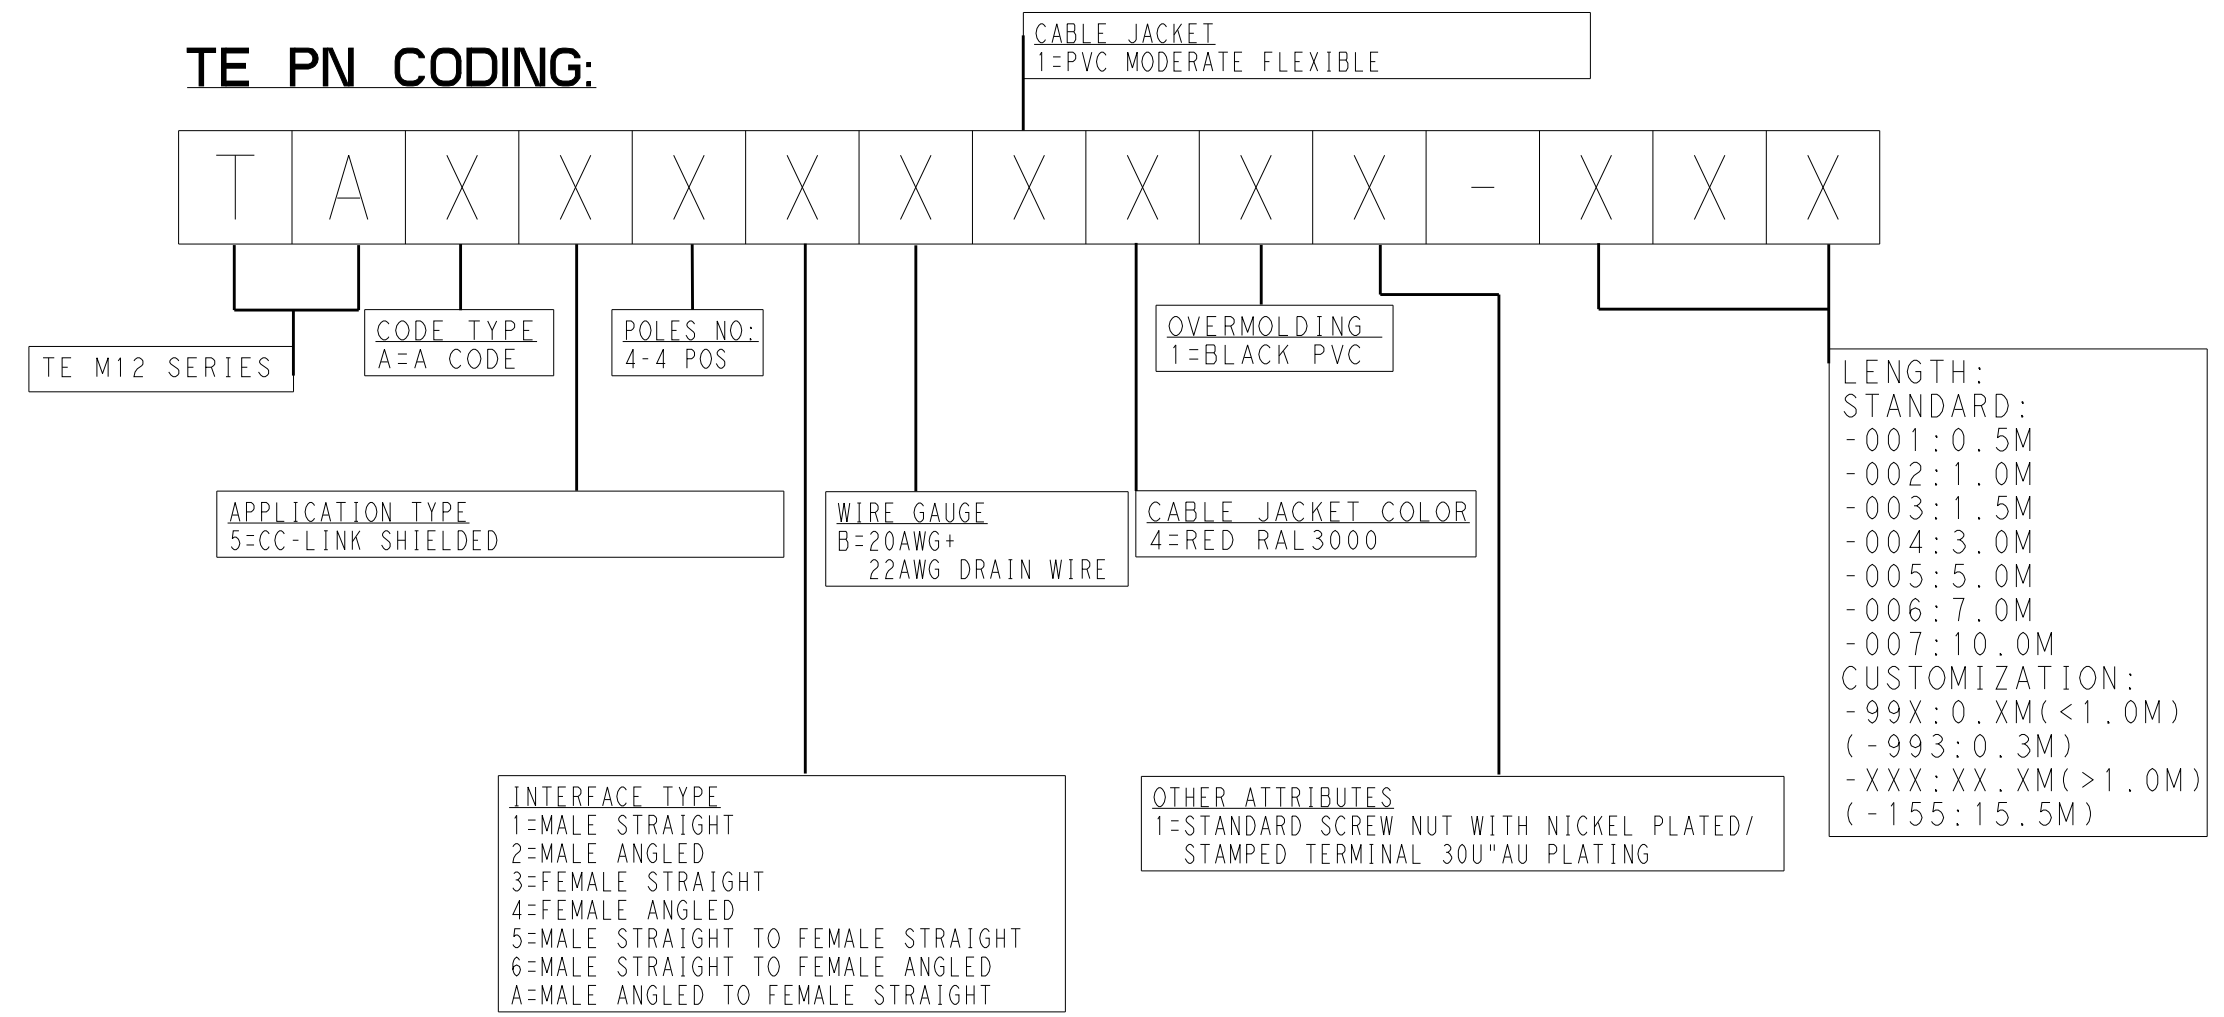 CABLE JACKET
1=PVC MODERATE FLEXIBLE
TE PN CODING:
T A X X X X X X X X X - X X X
TE M12 SERIES
CODE TYPE
A=A CODE
POLES NO:
4-4 POS
OVERMOLDING
1=BLACK PVC
APPLICATION TYPE
5=CC-LINK SHIELDED
WIRE GAUGE
B=20AWG+
22AWG DRAIN WIRE
CABLE JACKET COLOR
4=RED RAL3000
LENGTH:
STANDARD:
-001:0.5M
-002:1.0M
-003:1.5M
-004:3.0M
-005:5.0M
-006:7.0M
-007:10.0M
CUSTOMIZATION:
-99X:0.XM(<1.0M)
(-993:0.3M)
-XXX:XX.XM(>1.0M)
(-155:15.5M)
INTERFACE TYPE
1=MALE STRAIGHT
2=MALE ANGLED
3=FEMALE STRAIGHT
4=FEMALE ANGLED
5=MALE STRAIGHT TO FEMALE STRAIGHT
6=MALE STRAIGHT TO FEMALE ANGLED
A=MALE ANGLED TO FEMALE STRAIGHT
OTHER ATTRIBUTES
1=STANDARD SCREW NUT WITH NICKEL PLATED/
STAMPED TERMINAL 30U"AU PLATING